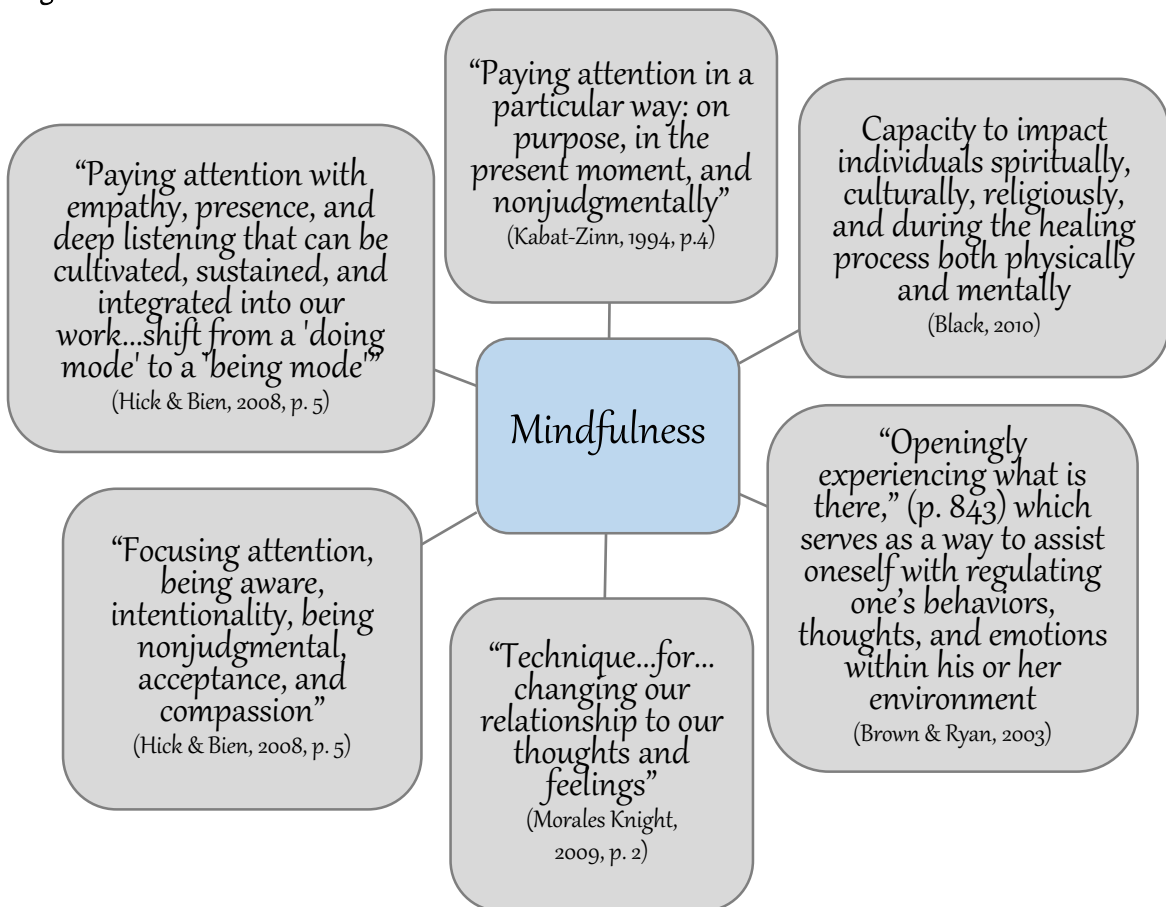 “Paying attention in a
particular way: on
purpose, in the
present moment, and
nonjudgmentally”
(Kabat-Zinn, 1994, p.4)
Capacity to impact
individuals spiritually,
culturally, religiously,
and during the healing
process both physically
and mentally
(Black, 2010)
“Paying attention with
empathy, presence, and
deep listening that can be
cultivated, sustained, and
integrated into our
work...shift from a 'doing
mode' to a 'being mode'”
(Hick & Bien, 2008, p. 5)
Mindfulness
“Openingly
experiencing what is
there,” (p. 843) which
serves as a way to assist
oneself with regulating
one’s behaviors,
thoughts, and emotions
within his or her
environment
(Brown & Ryan, 2003)
“Focusing attention,
being aware,
intentionality, being
nonjudgmental,
acceptance, and
compassion”
(Hick & Bien, 2008, p. 5)
“Technique...for...
changing our
relationship to our
thoughts and
feelings”
(Morales Knight,
2009, p. 2)